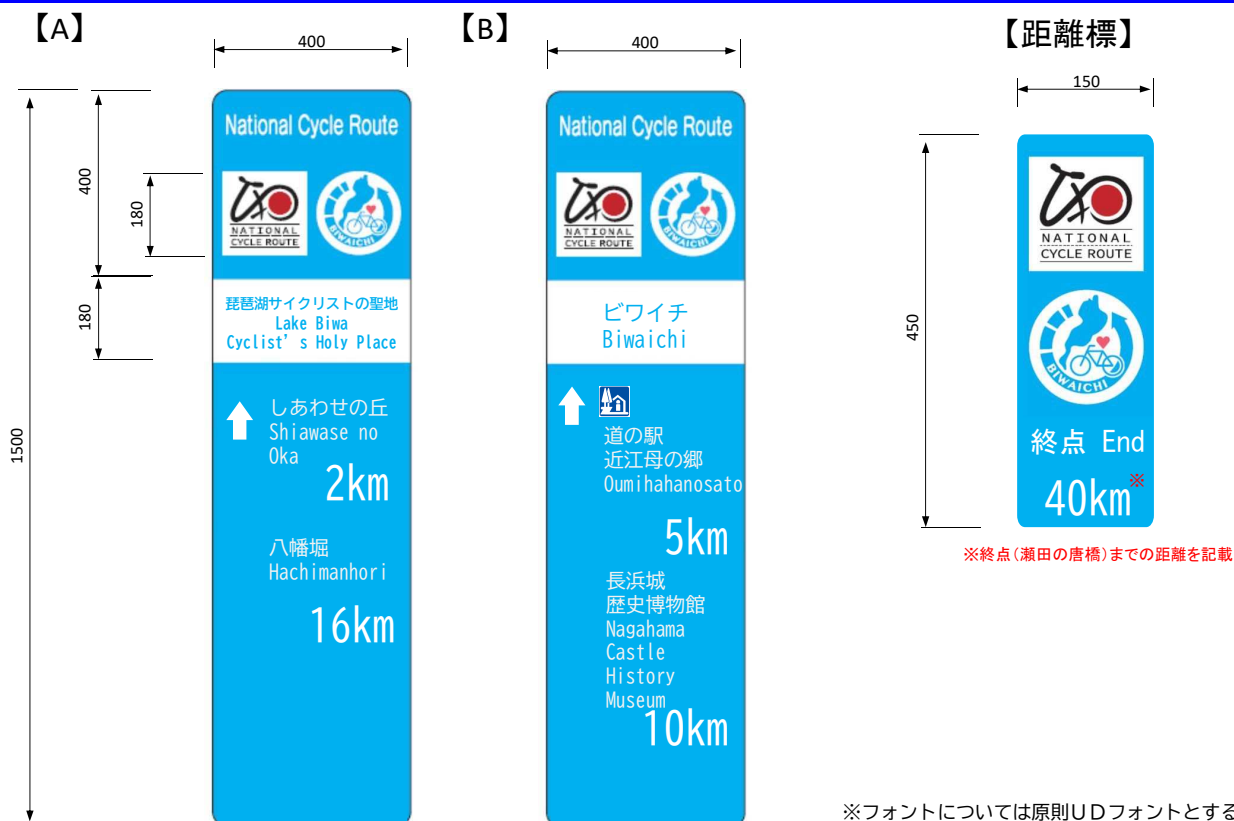 【A】
400
1500
400
180
180
National Cycle Route
NATIONAL
CYCLE ROUTE
BIWAICHI
琵琶湖サイクリストの聖地
Lake Biwa
Cyclist’s Holy Place
しあわせの丘
Shiawase no
Oka
2km
八幡堀
Hachimanhori
16km
【B】
400
National Cycle Route
NATIONAL
CYCLE ROUTE
BIWAICHI
ビワイチ
Biwaichi
道の駅
近江母の郷
Oumihahanosato
5km
長浜城
歴史博物館
Nagahama
Castle
History
Museum
10km
【距離標】
150
450
NATIONAL
CYCLE ROUTE
BIWAICHI
終点 End
40km※
※終点(瀬田の唐橋)までの距離を記載
※フォントについては原則UDフォントとする